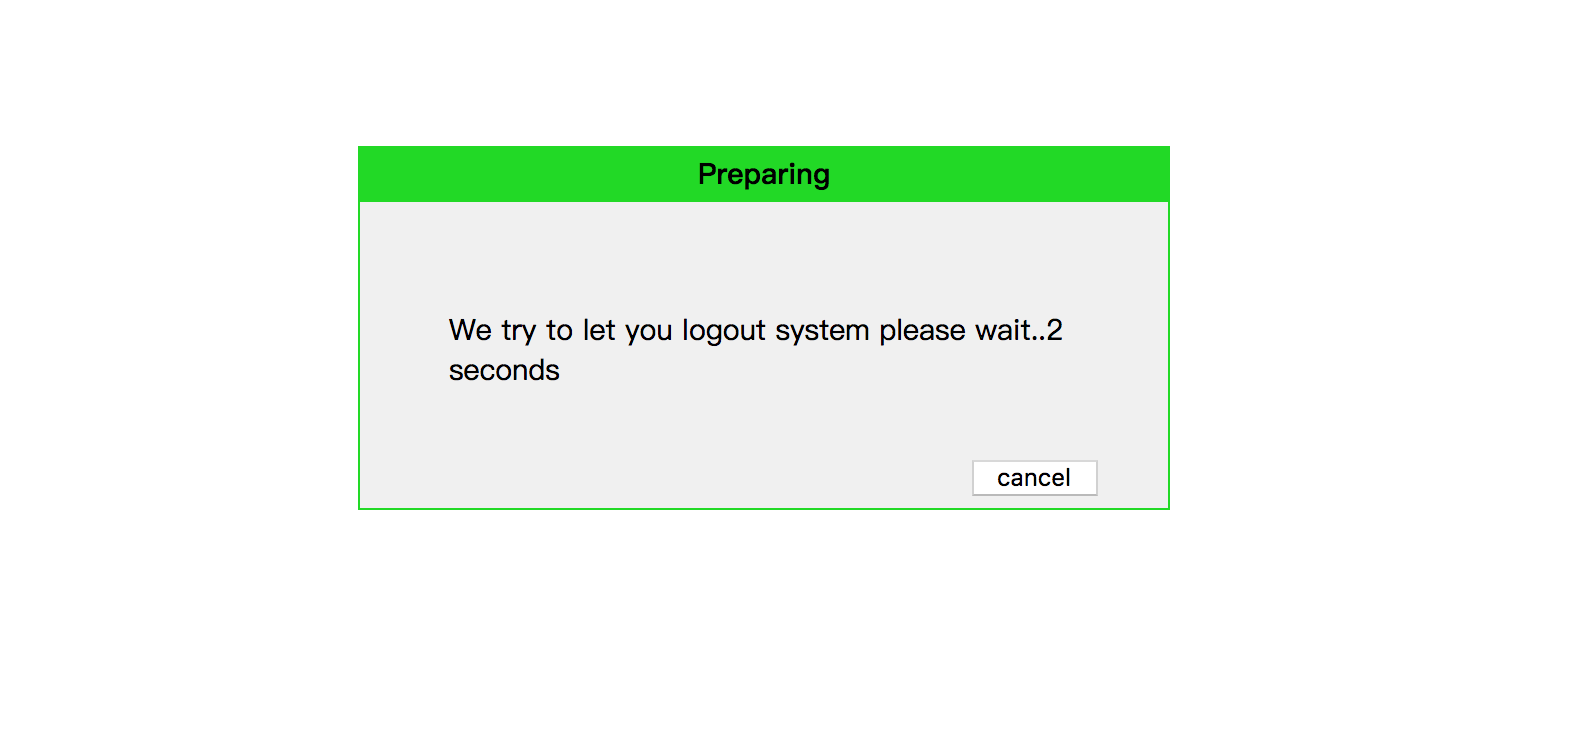 Preparing
We try to let you logout system please wait..2
seconds
cancel